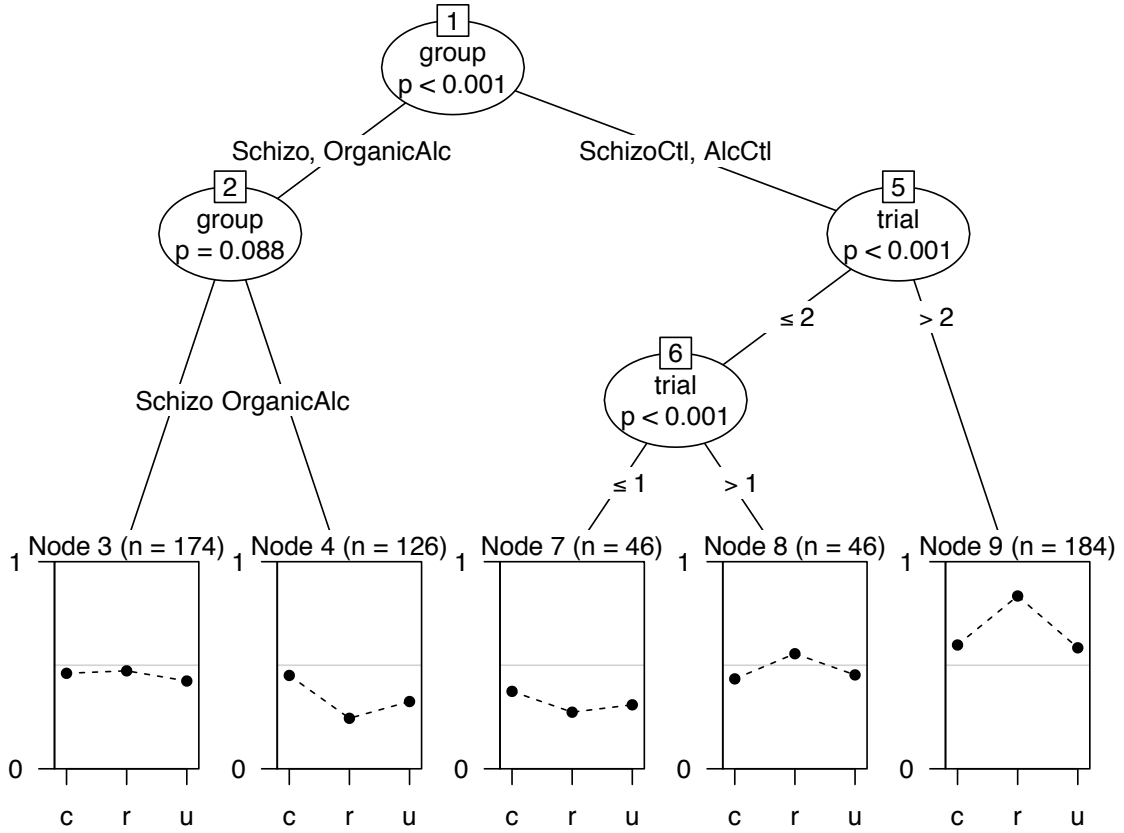 1
group
p < 0.001
Schizo, OrganicAlc
SchizoCtl, AlcCtl
2
group
p = 0.088
5
trial
p < 0.001
≤ 2
> 2
6
trial
p < 0.001
Schizo OrganicAlc
≤ 1
> 1
Node 3 (n = 174)
1
0
c r u
Node 4 (n = 126)
1
0
c r u
Node 7 (n = 46)
1
0
c r u
Node 8 (n = 46)
1
0
c r u
Node 9 (n = 184)
1
0
c r u